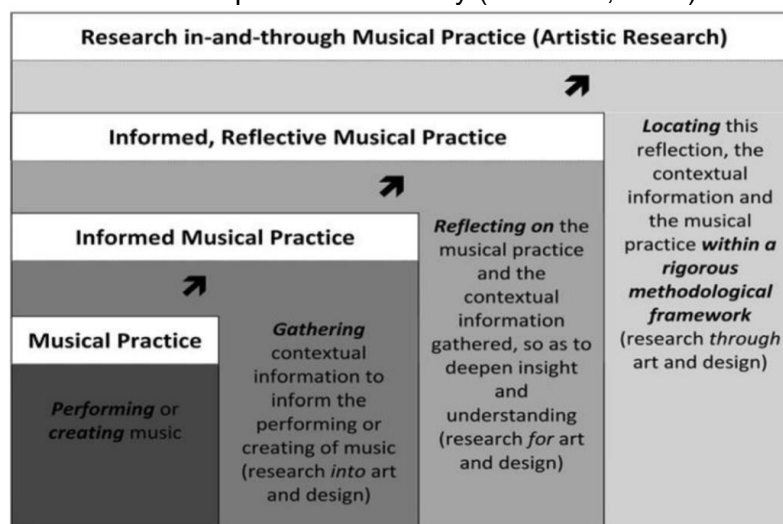 Research in-and-through Musical Practice (Artistic Research)
Informed, Reflective Musical Practice
Locating this
reflection, the
contextual
information and
the musical
practice within a
rigorous
methodological
framework
(research through
art and design)
Informed Musical Practice
Reflecting on the
musical practice
and the
contextual
information
gathered, so as to
deepen insight
and
understanding
(research for art
and design)
Musical Practice
Gathering
contextual
information to
inform the
performing or
creating of music
(research into art
and design)
Performing or
creating music